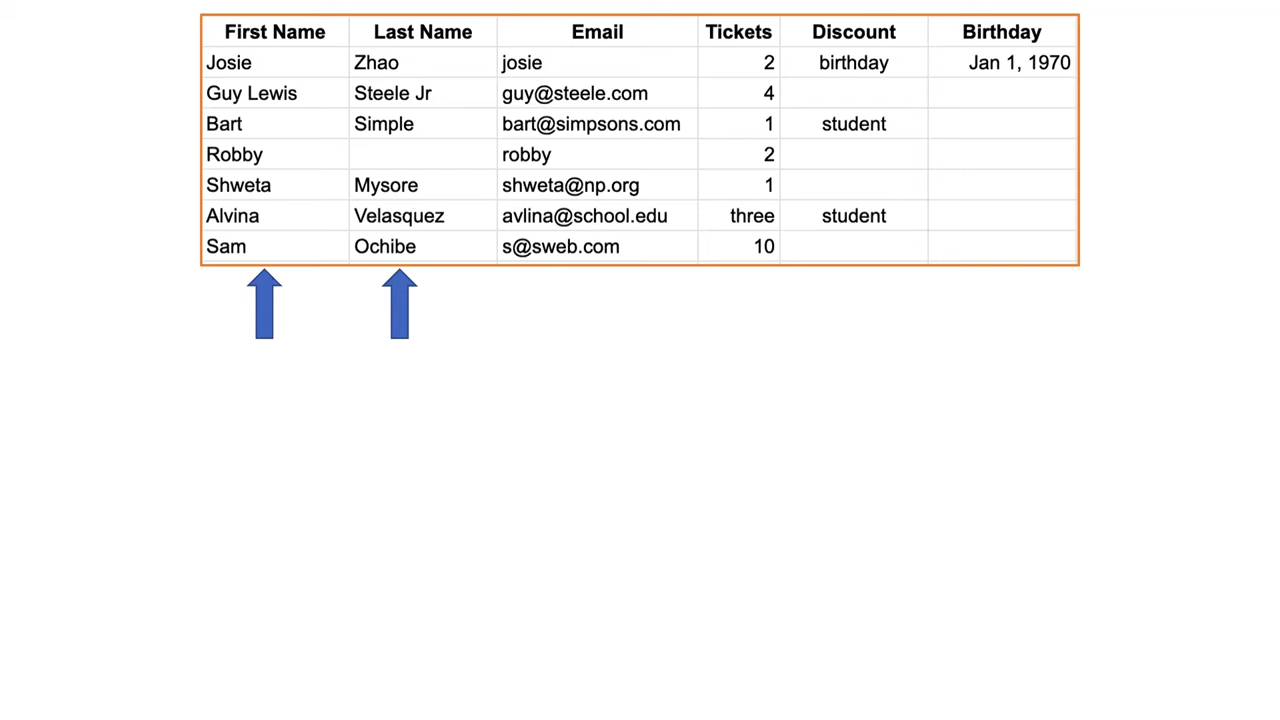 First Name Last Name Email Tickets Discount Birthday
Josie Zhao josie 2 birthday Jan 1, 1970
Guy Lewis Steele Jr guy@steele.com 4
Bart Simple bart@simpsons.com 1 student
Robby robby 2
Shweta Mysore shweta@np.org 1
Alvina Velasquez avlina@school.edu three student
Sam Ochibe s@sweb.com 10